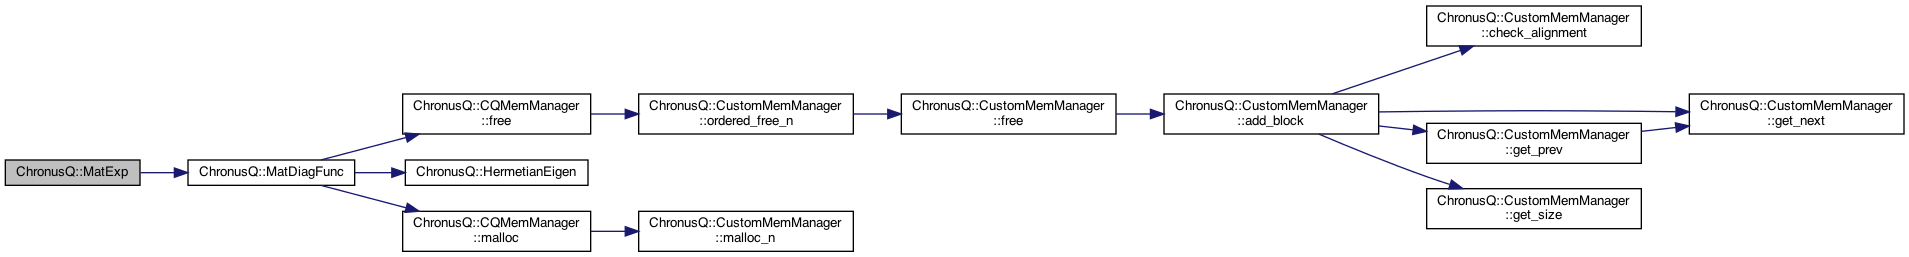 ChronusQ::MatExp
ChronusQ::MatDiagFunc
ChronusQ::CQMemManager
::free
ChronusQ::HermetianEigen
ChronusQ::CQMemManager
::malloc
ChronusQ::CustomMemManager
::ordered_free_n
ChronusQ::CustomMemManager
::malloc_n
ChronusQ::CustomMemManager
::free
ChronusQ::CustomMemManager
::add_block
ChronusQ::CustomMemManager
::check_alignment
ChronusQ::CustomMemManager
::get_prev
ChronusQ::CustomMemManager
::get_size
ChronusQ::CustomMemManager
::get_next